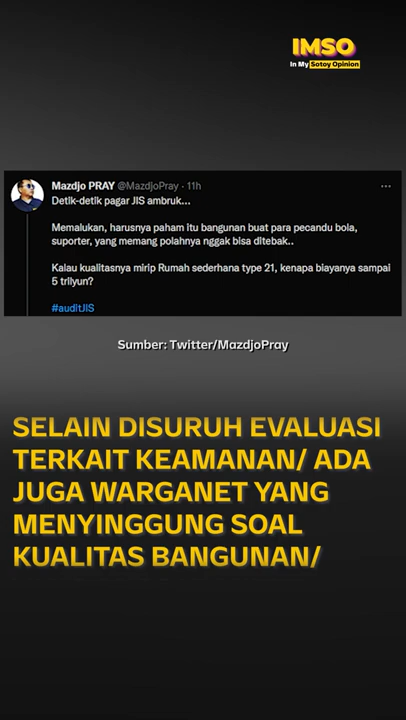 IMSO
In My Sotoy Opinion
Mazdjo PRAY @MazdjoPray · 11h
Detik-detik pagar JIS ambruk...
Memalukan, harusnya paham itu bangunan buat para pecandu bola,
suporter, yang memang polahnya nggak bisa ditebak..
Kalau kualitasnya mirip Rumah sederhana type 21, kenapa biayanya sampai
5 trilyun?
#auditJIS
Sumber: Twitter/MazdjoPray
SELAIN DISURUH EVALUASI
TERKAIT KEAMANAN/ ADA
JUGA WARGANET YANG
MENYINGGUNG SOAL
KUALITAS BANGUNAN/